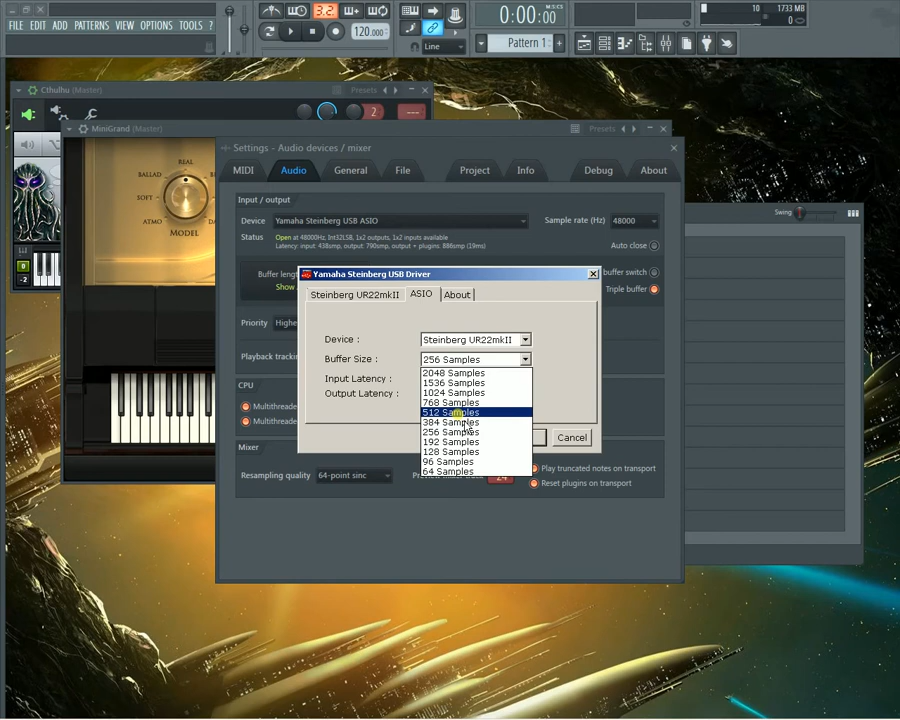 FILE EDIT ADD PATTERNS VIEW OPTIONS TOOLS ?
3.2
120.000
Line
0:00:00
M:S:CS
Pattern 1
10
1733 MB
0
Cthulhu (Master)
Presets
2
---
MiniGrand (Master)
Presets
REAL
BALLAD
SOFT
ATMO
MODEL
0
-2
Settings - Audio devices / mixer
MIDI
Audio
General
File
Project
Info
Debug
About
Input / output
Device
Yamaha Steinberg USB ASIO
Sample rate (Hz)
48000
Status
Open at 48000Hz, Int32LSB, 1x2 outputs, 1x2 inputs available
Latency: input: 438smp, output: 790smp, output + plugins: 886smp (19ms)
Auto close
Swing
Yamaha Steinberg USB Driver
Buffer
Show
buffer switch
Triple buffer
Steinberg UR22mkII
ASIO
About
Priority
Device :
Steinberg UR22mkII
Buffer Size :
256 Samples
Playback
Input Latency :
Output Latency :
2048 Samples
1536 Samples
1024 Samples
768 Samples
512 Samples
384 Samples
256 Samples
192 Samples
128 Samples
96 Samples
64 Samples
Cancel
CPU
Mixer
Resampling quality
64-point sinc
Play truncated notes on transport
Reset plugins on transport